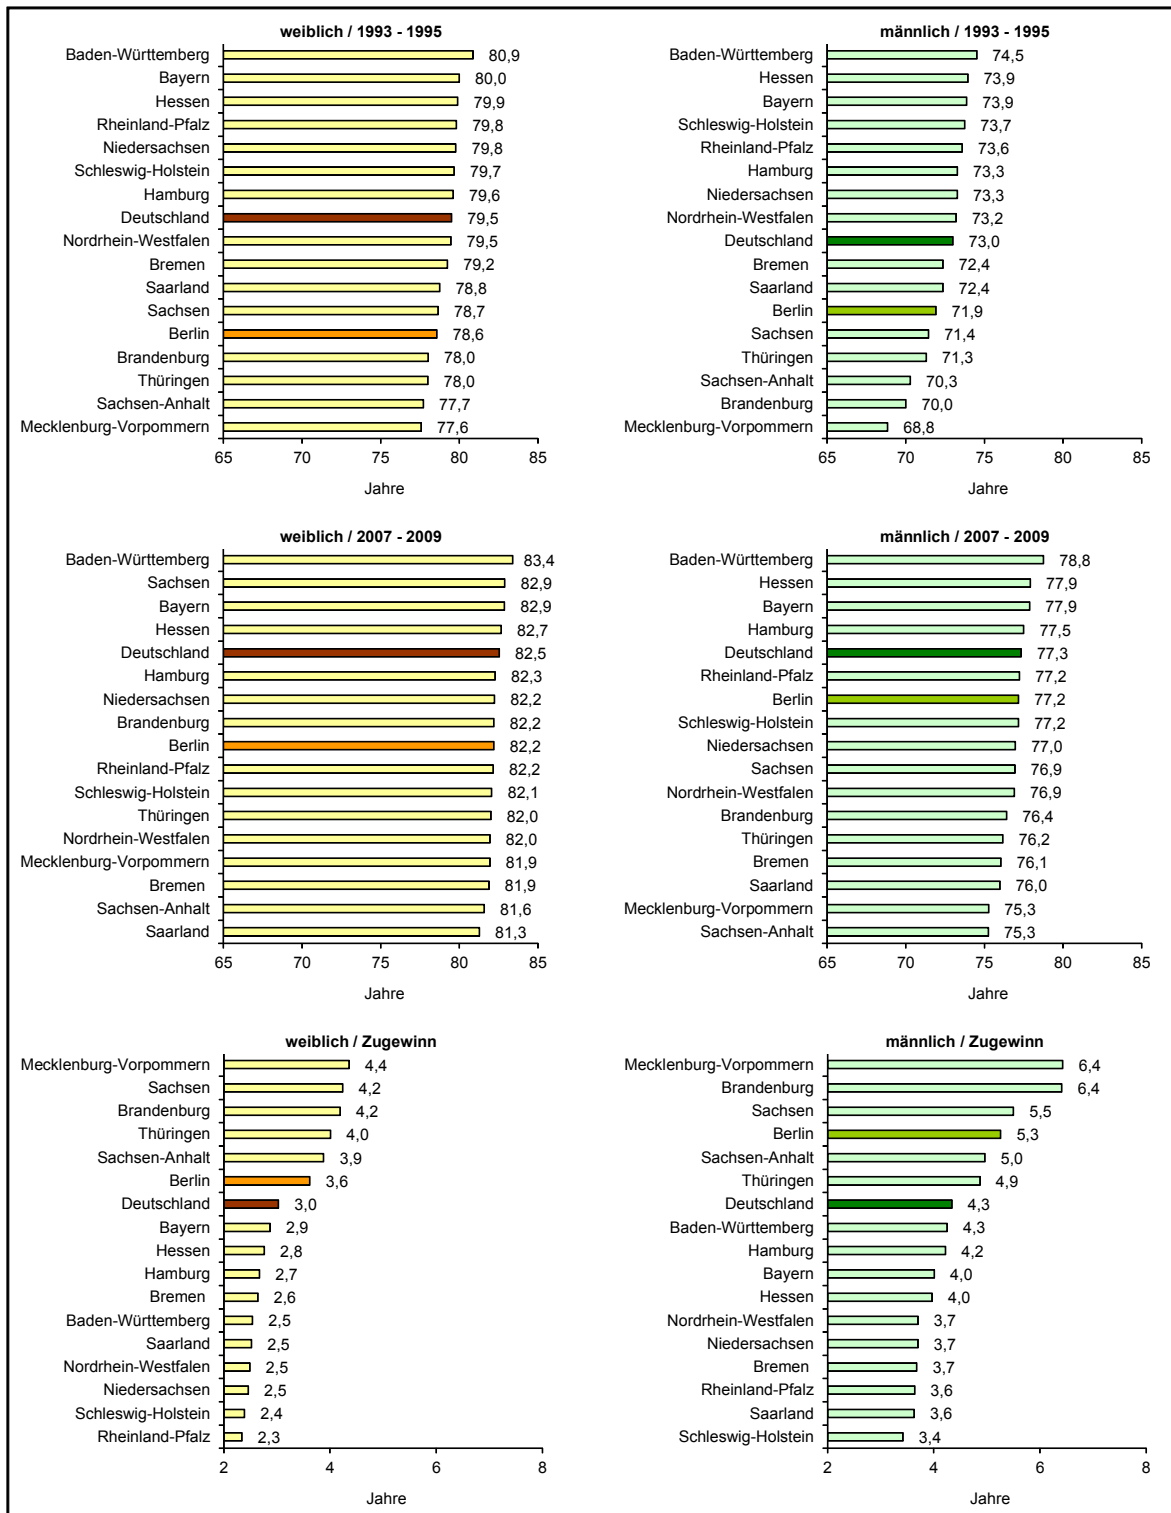 weiblich / 1993 - 1995
Baden-Württemberg 80,9
Bayern 80,0
Hessen 79,9
Rheinland-Pfalz 79,8
Niedersachsen 79,8
Schleswig-Holstein 79,7
Hamburg 79,6
Deutschland 79,5
Nordrhein-Westfalen 79,5
Bremen 79,2
Saarland 78,8
Sachsen 78,7
Berlin 78,6
Brandenburg 78,0
Thüringen 78,0
Sachsen-Anhalt 77,7
Mecklenburg-Vorpommern 77,6
65 70 75 80 85
Jahre
männlich / 1993 - 1995
Baden-Württemberg 74,5
Hessen 73,9
Bayern 73,9
Schleswig-Holstein 73,7
Rheinland-Pfalz 73,6
Hamburg 73,3
Niedersachsen 73,3
Nordrhein-Westfalen 73,2
Deutschland 73,0
Bremen 72,4
Saarland 72,4
Berlin 71,9
Sachsen 71,4
Thüringen 71,3
Sachsen-Anhalt 70,3
Brandenburg 70,0
Mecklenburg-Vorpommern 68,8
65 70 75 80 85
Jahre
weiblich / 2007 - 2009
Baden-Württemberg 83,4
Sachsen 82,9
Bayern 82,9
Hessen 82,7
Deutschland 82,5
Hamburg 82,3
Niedersachsen 82,2
Brandenburg 82,2
Berlin 82,2
Rheinland-Pfalz 82,2
Schleswig-Holstein 82,1
Thüringen 82,0
Nordrhein-Westfalen 82,0
Mecklenburg-Vorpommern 81,9
Bremen 81,9
Sachsen-Anhalt 81,6
Saarland 81,3
65 70 75 80 85
Jahre
männlich / 2007 - 2009
Baden-Württemberg 78,8
Hessen 77,9
Bayern 77,9
Hamburg 77,5
Deutschland 77,3
Rheinland-Pfalz 77,2
Berlin 77,2
Schleswig-Holstein 77,2
Niedersachsen 77,0
Sachsen 76,9
Nordrhein-Westfalen 76,9
Brandenburg 76,4
Thüringen 76,2
Bremen 76,1
Saarland 76,0
Mecklenburg-Vorpommern 75,3
Sachsen-Anhalt 75,3
65 70 75 80 85
Jahre
weiblich / Zugewinn
Mecklenburg-Vorpommern 4,4
Sachsen 4,2
Brandenburg 4,2
Thüringen 4,0
Sachsen-Anhalt 3,9
Berlin 3,6
Deutschland 3,0
Bayern 2,9
Hessen 2,8
Hamburg 2,7
Bremen 2,6
Baden-Württemberg 2,5
Saarland 2,5
Nordrhein-Westfalen 2,5
Niedersachsen 2,5
Schleswig-Holstein 2,4
Rheinland-Pfalz 2,3
2 4 6 8
Jahre
männlich / Zugewinn
Mecklenburg-Vorpommern 6,4
Brandenburg 6,4
Sachsen 5,5
Berlin 5,3
Sachsen-Anhalt 5,0
Thüringen 4,9
Deutschland 4,3
Baden-Württemberg 4,3
Hamburg 4,2
Bayern 4,0
Hessen 4,0
Nordrhein-Westfalen 3,7
Niedersachsen 3,7
Bremen 3,7
Rheinland-Pfalz 3,6
Saarland 3,6
Schleswig-Holstein 3,4
2 4 6 8
Jahre